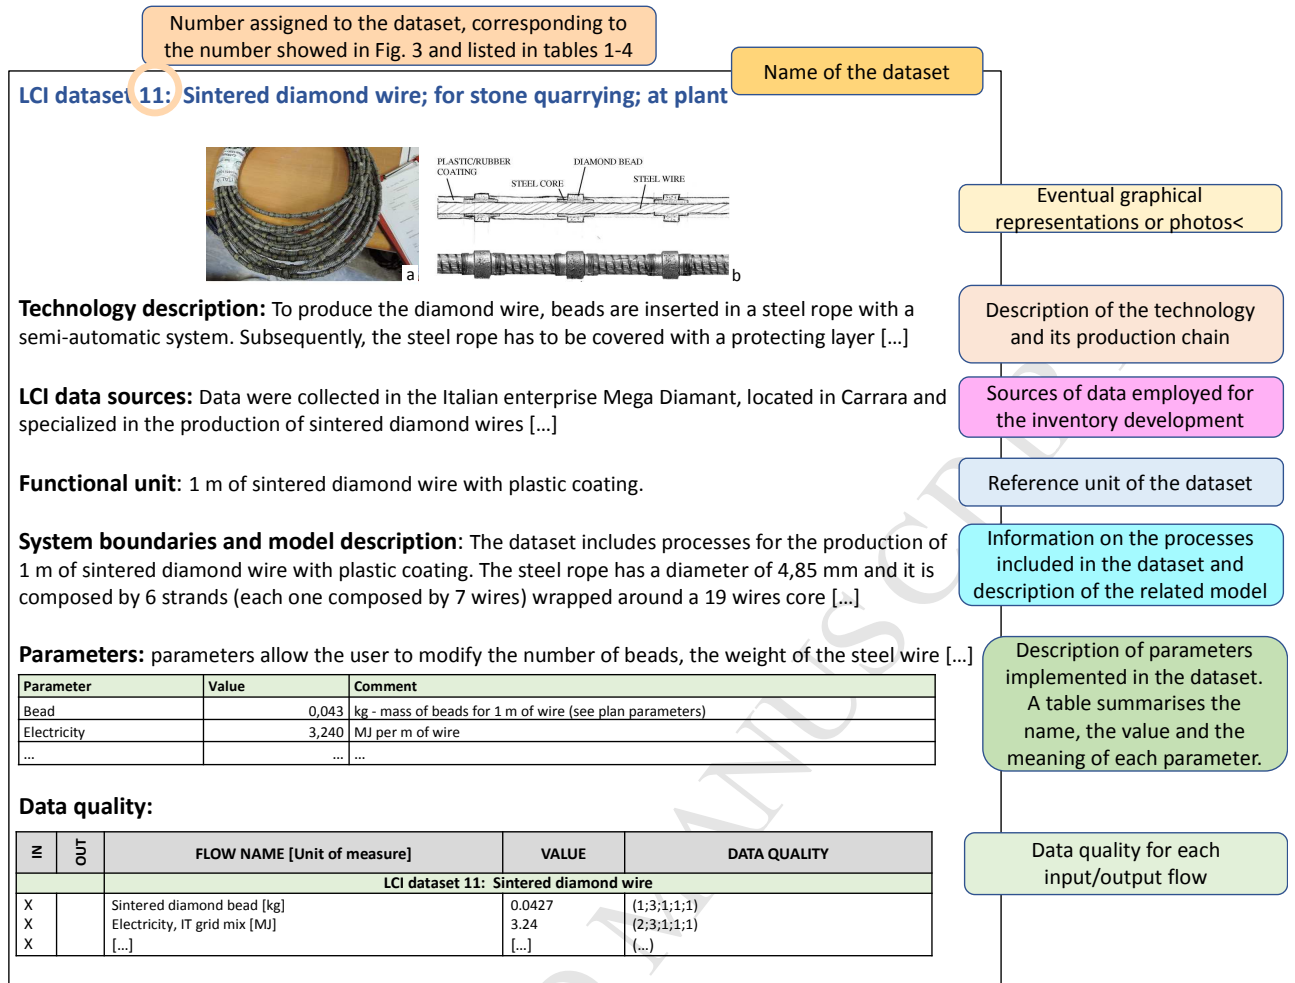 Number assigned to the dataset, corresponding to
the number showed in Fig. 3 and listed in tables 1-4
Name of the dataset
LCI dataset 11: Sintered diamond wire; for stone quarrying; at plant
PLASTIC/RUBBER
COATING
STEEL CORE
DIAMOND BEAD
STEEL WIRE
a
b
Eventual graphical
representations or photos<
Technology description: To produce the diamond wire, beads are inserted in a steel rope with a
semi-automatic system. Subsequently, the steel rope has to be covered with a protecting layer […]
Description of the technology
and its production chain
LCI data sources: Data were collected in the Italian enterprise Mega Diamant, located in Carrara and
specialized in the production of sintered diamond wires […]
Sources of data employed for
the inventory development
Functional unit: 1 m of sintered diamond wire with plastic coating.
Reference unit of the dataset
System boundaries and model description: The dataset includes processes for the production of
1 m of sintered diamond wire with plastic coating. The steel rope has a diameter of 4,85 mm and it is
composed by 6 strands (each one composed by 7 wires) wrapped around a 19 wires core […]
Information on the processes
included in the dataset and
description of the related model
Parameters: parameters allow the user to modify the number of beads, the weight of the steel wire […]
Parameter Value Comment
Bead 0,043 kg - mass of beads for 1 m of wire (see plan parameters)
Electricity 3,240 MJ per m of wire
… … …
Description of parameters
implemented in the dataset.
A table summarises the
name, the value and the
meaning of each parameter.
Data quality:
IN OUT FLOW NAME [Unit of measure] VALUE DATA QUALITY
LCI dataset 11: Sintered diamond wire
X Sintered diamond bead [kg] 0.0427 (1;3;1;1;1)
X Electricity, IT grid mix [MJ] 3.24 (2;3;1;1;1)
X […] […] (…)
Data quality for each
input/output flow